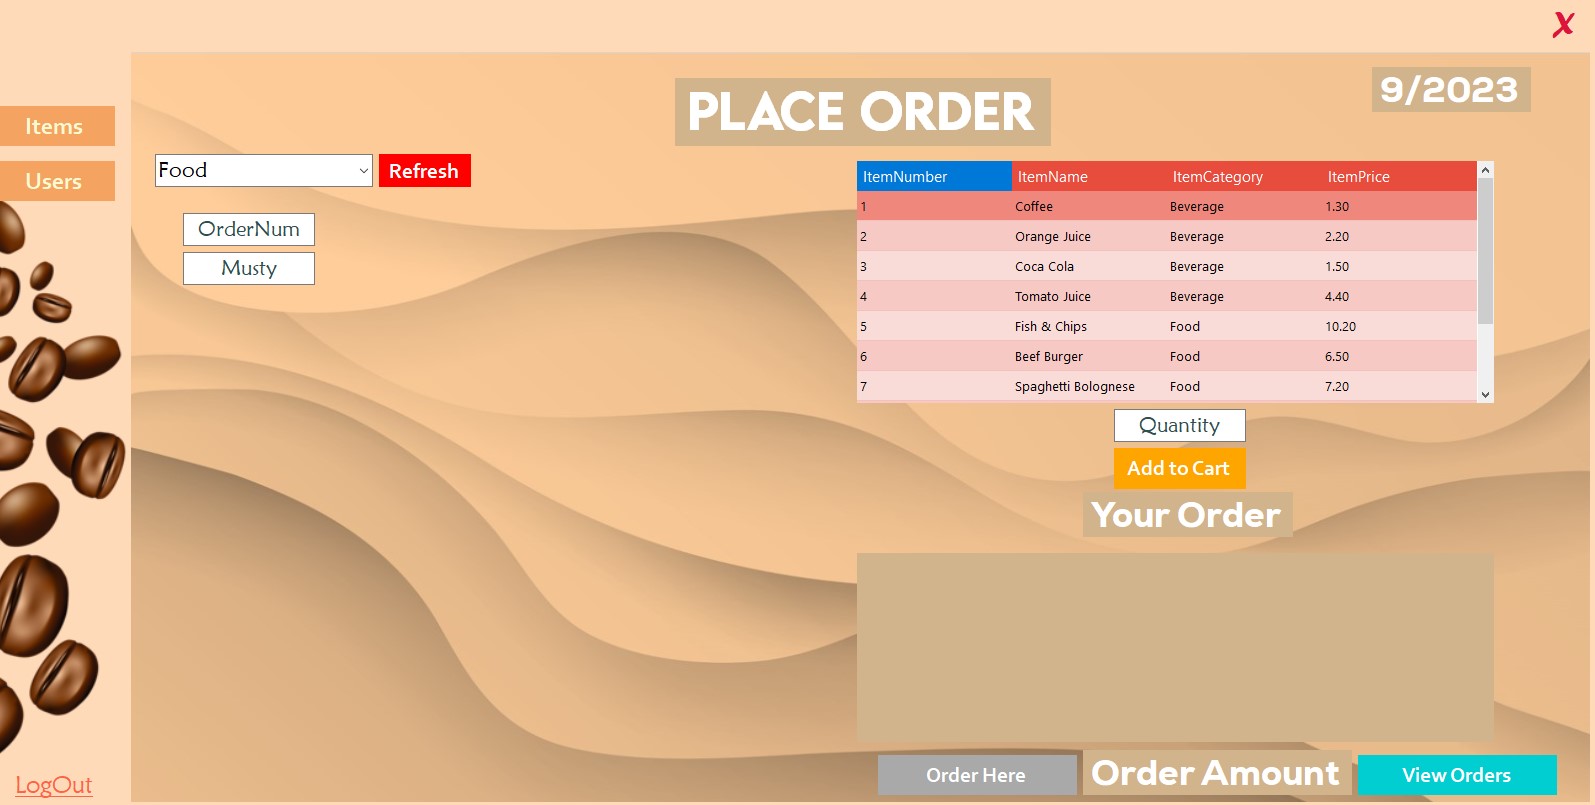 X
9/2023
PLACE ORDER
Items
Users
Food
Refresh
OrderNum
Musty
ItemNumber ItemName ItemCategory ItemPrice
1 Coffee Beverage 1.30
2 Orange Juice Beverage 2.20
3 Coca Cola Beverage 1.50
4 Tomato Juice Beverage 4.40
5 Fish & Chips Food 10.20
6 Beef Burger Food 6.50
7 Spaghetti Bolognese Food 7.20
Quantity
Add to Cart
Your Order
Order Here
Order Amount
View Orders
LogOut